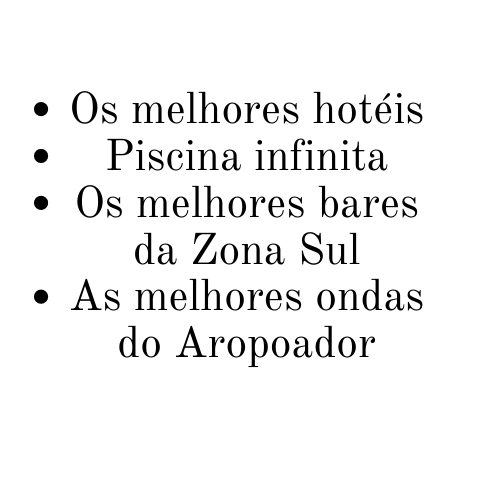 • Os melhores hotéis
• Piscina infinita
• Os melhores bares
da Zona Sul
• As melhores ondas
do Aropoador